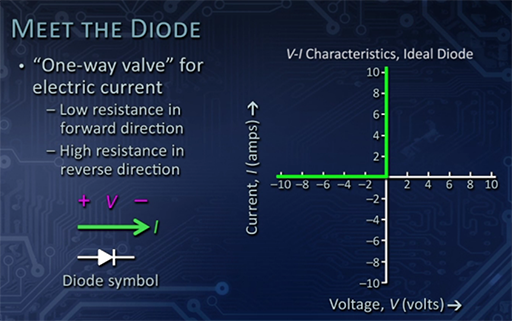 MEET THE DIODE
• “One-way valve” for
electric current
– Low resistance in
forward direction
– High resistance in
reverse direction
+ V –
I
Diode symbol
V-I Characteristics, Ideal Diode
10
8
6
4
2
–10 –8 –6 –4 –2 2 4 6 8 10
–2
–4
–6
–8
–10
Current, I (amps) →
Voltage, V (volts) →